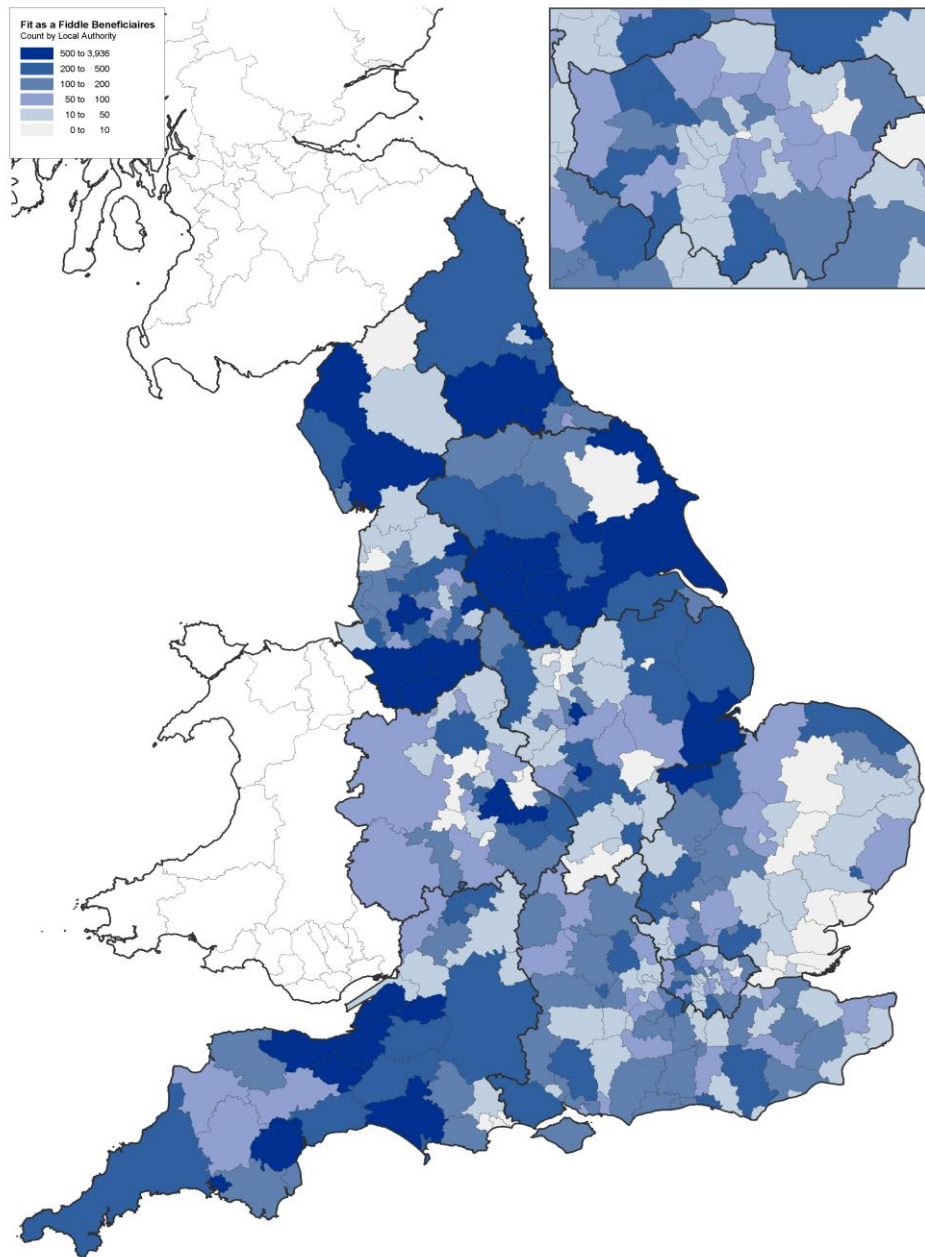 Fit as a Fiddle Beneficiaires
Count by Local Authority
500 to 3,936
200 to 500
100 to 200
50 to 100
10 to 50
0 to 10